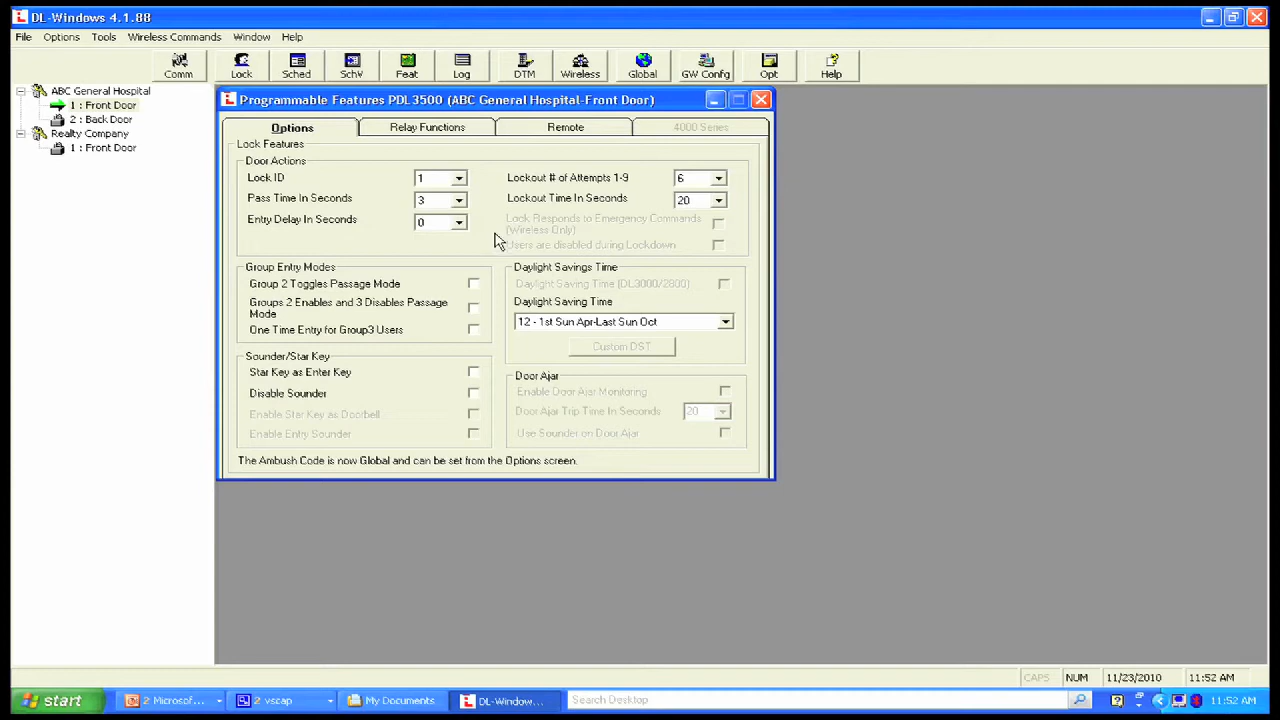 DL-Windows 4.1.88
File Options Tools Wireless Commands Window Help
Comm Lock Sched SchV Feat Log DTM Wireless Global GW Config Opt Help
ABC General Hospital
1 : Front Door
2 : Back Door
Realty Company
1 : Front Door
Programmable Features PDL3500 (ABC General Hospital-Front Door)
Options Relay Functions Remote 4000 Series
Lock Features
Door Actions
Lock ID 1
Pass Time In Seconds 3
Entry Delay In Seconds 0
Lockout # of Attempts 1-9 6
Lockout Time In Seconds 20
Lock Responds to Emergency Commands
(Wireless Only)
Users are disabled during Lockdown
Group Entry Modes
Group 2 Toggles Passage Mode
Groups 2 Enables and 3 Disables Passage
Mode
One Time Entry for Group3 Users
Daylight Savings Time
Daylight Saving Time (DL3000/2800)
Daylight Saving Time
12 - 1st Sun Apr-Last Sun Oct
Custom DST
Sounder/Star Key
Star Key as Enter Key
Disable Sounder
Enable Star Key as Doorbell
Enable Entry Sounder
Door Ajar
Enable Door Ajar Monitoring
Door Ajar Trip Time In Seconds 20
Use Sounder on Door Ajar
The Ambush Code is now Global and can be set from the Options screen.
CAPS NUM 11/23/2010 11:52 AM
start 2 Microsof... 2 vscap My Documents DL-Window... Search Desktop 11:52 AM